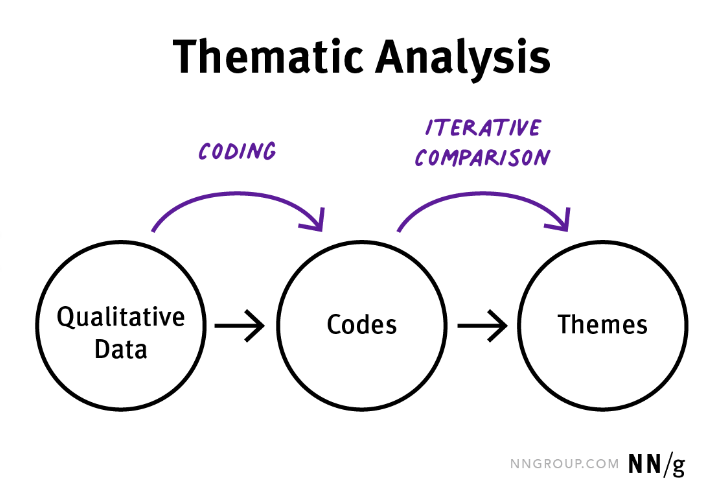 Thematic Analysis
CODING
ITERATIVE
COMPARISON
Qualitative
Data
Codes
Themes
NNGROUP.COM NN/g